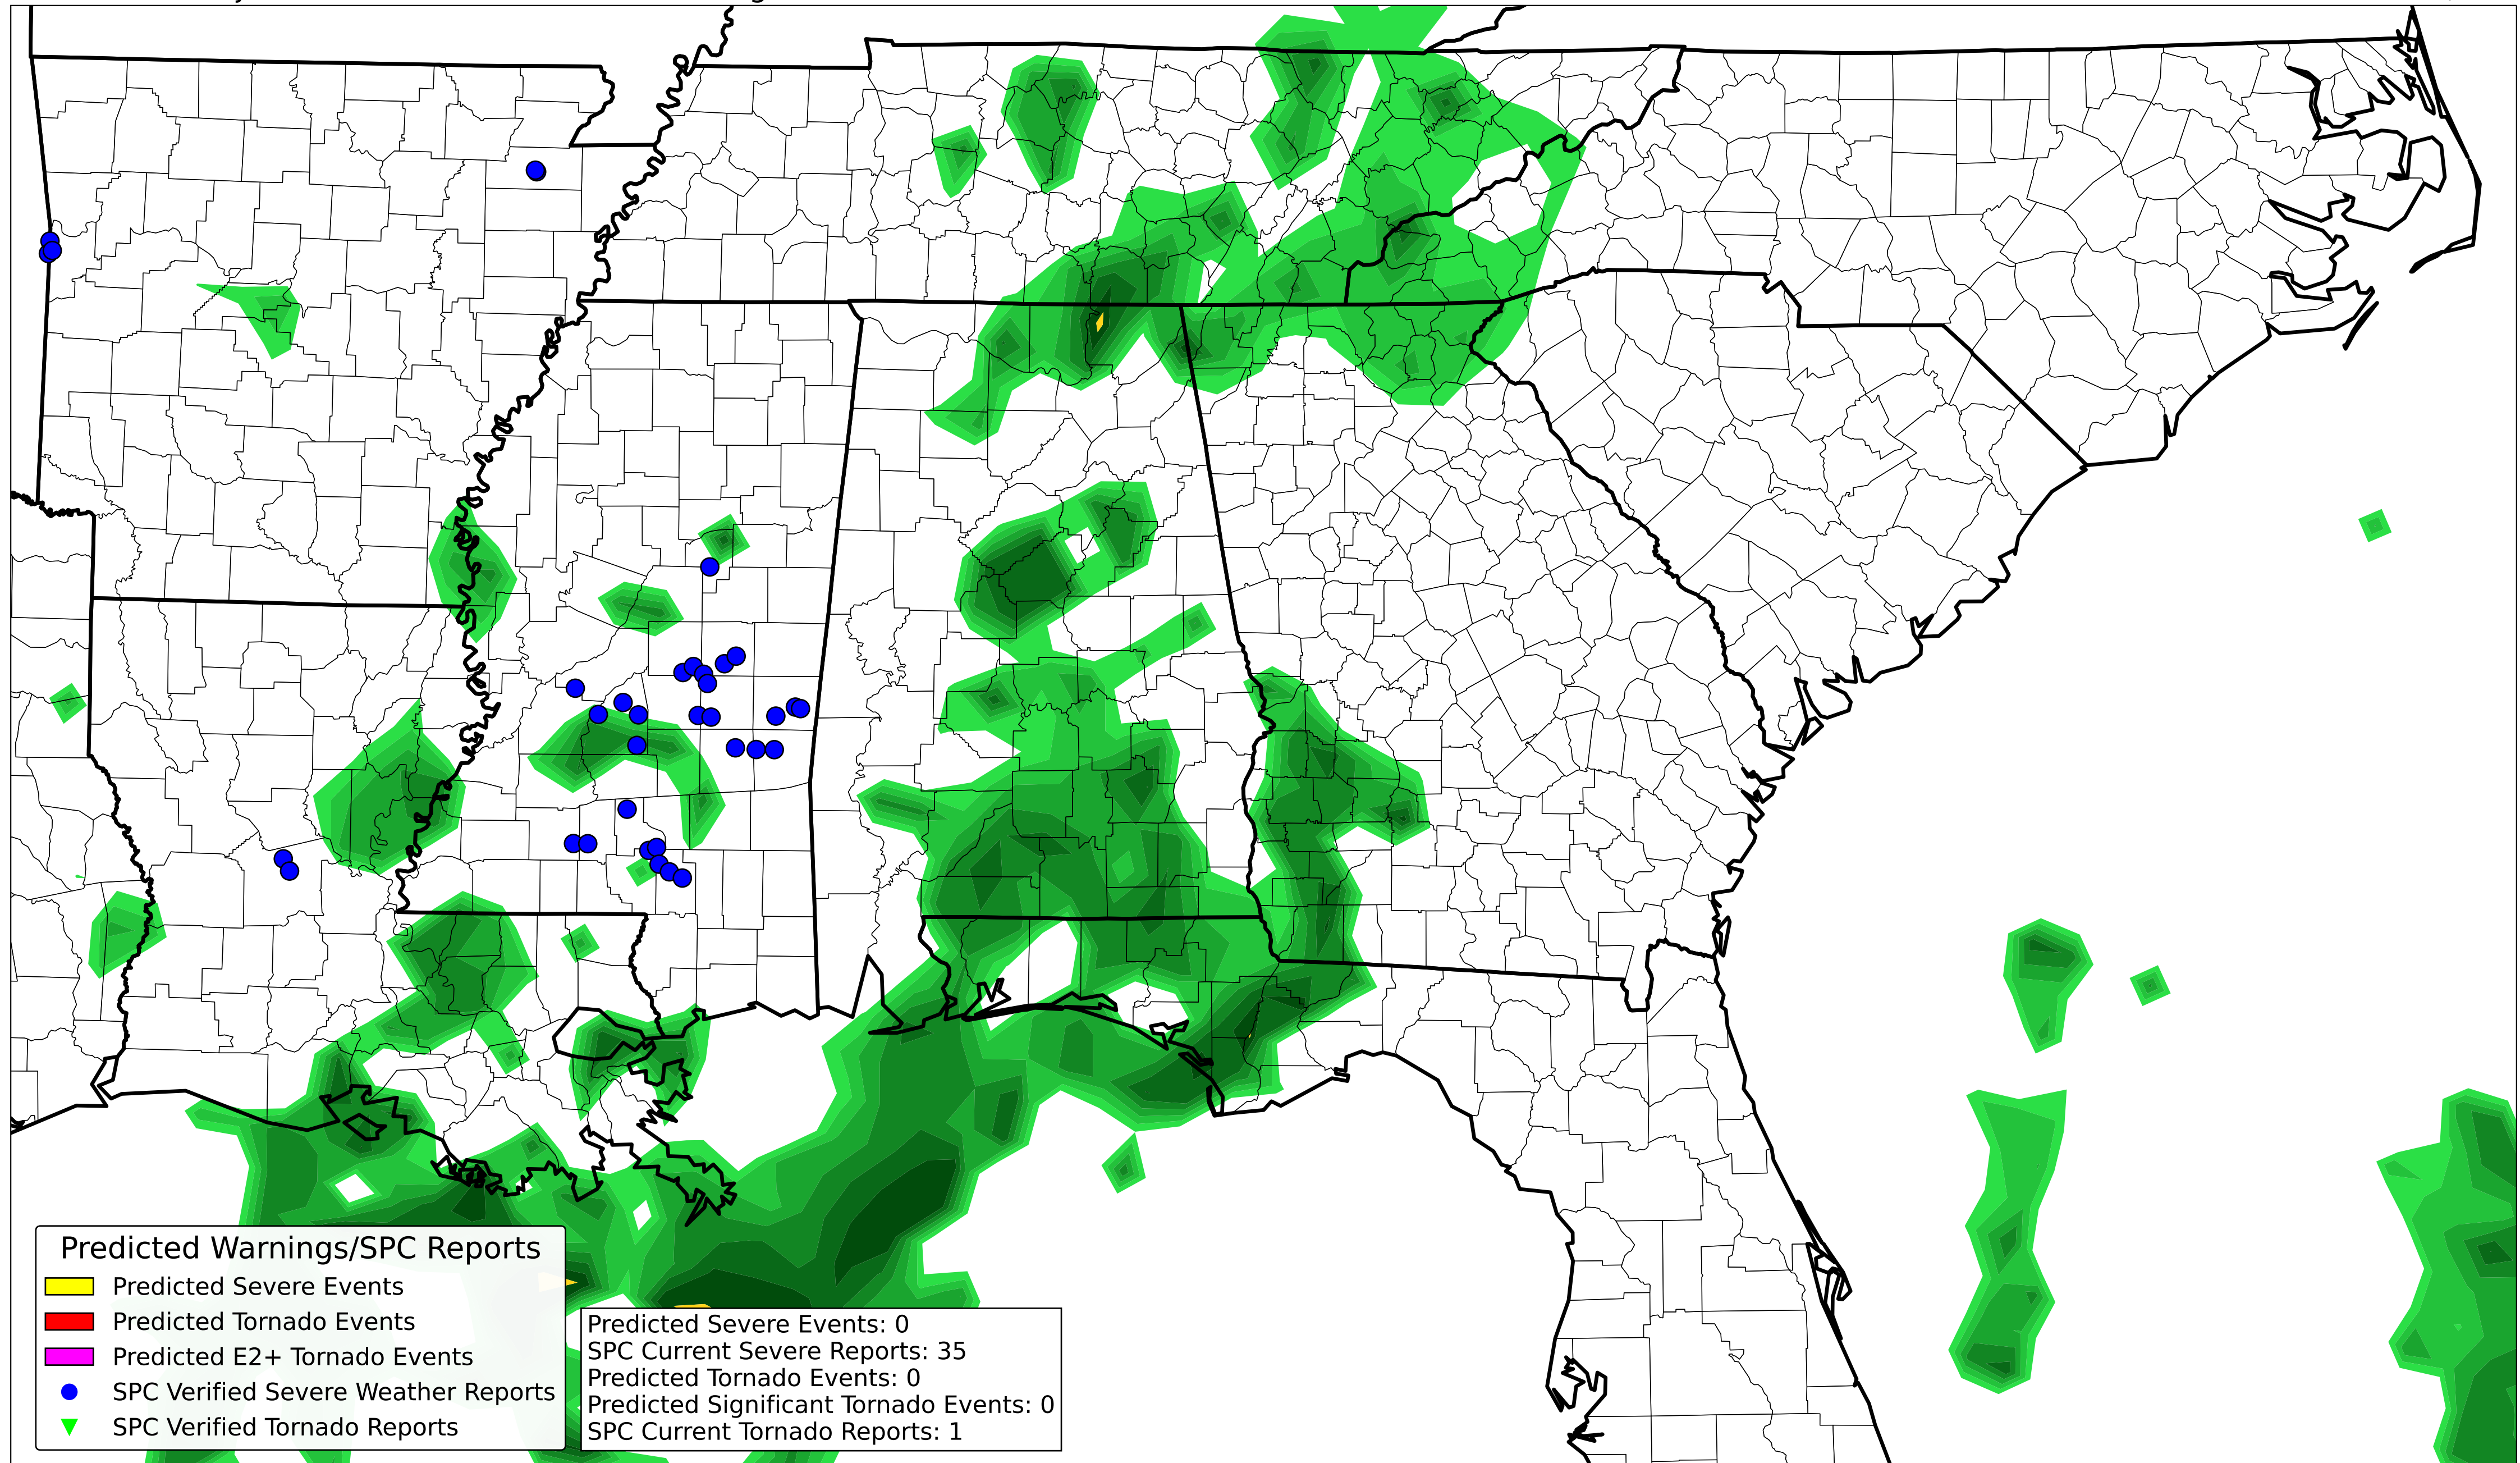 Predicted Warnings/SPC Reports
Predicted Severe Events
Predicted Tornado Events
Predicted E2+ Tornado Events
SPC Verified Severe Weather Reports
SPC Verified Tornado Reports
Predicted Severe Events: 0
SPC Current Severe Reports: 35
Predicted Tornado Events: 0
Predicted Significant Tornado Events: 0
SPC Current Tornado Reports: 1